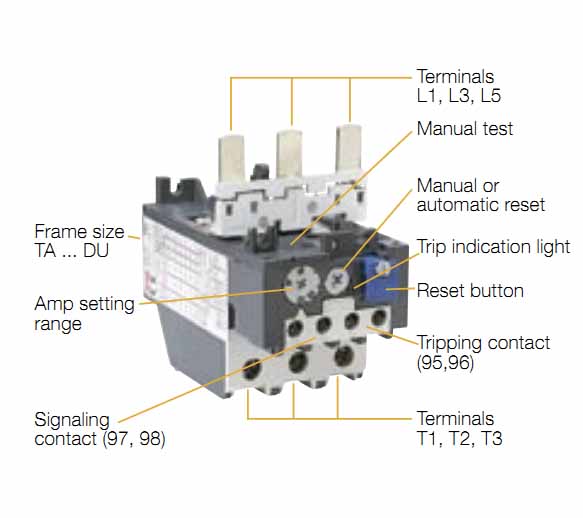 Terminals
L1, L3, L5
Manual test
Manual or
automatic reset
Frame size
TA ... DU
Trip indication light
Amp setting
range
Reset button
Tripping contact
(95,96)
Signaling
contact (97, 98)
Terminals
T1, T2, T3